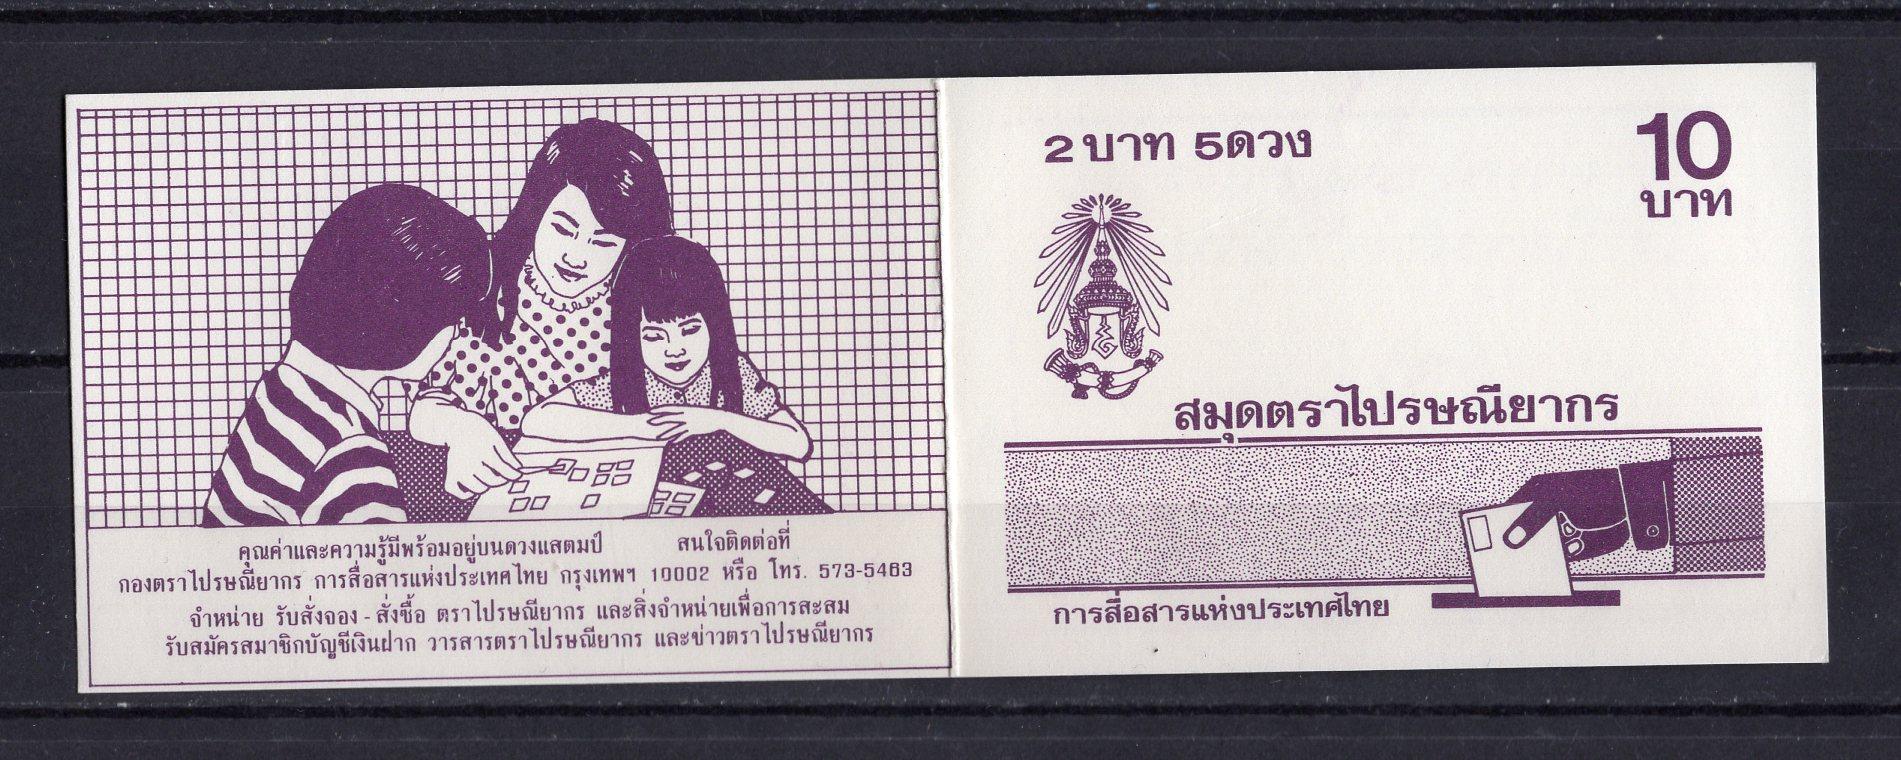 คุณค่าและความรู้มีพร้อมอยู่บนดวงแสตมป์ สนใจติดต่อที่
กองตราไปรษณียากร การสื่อสารแห่งประเทศไทย กรุงเทพฯ 10002 หรือ โทร. 573-5463
จำหน่าย รับสั่งจอง - สั่งซื้อ ตราไปรษณียากร และสิ่งจำหน่ายเพื่อการสะสม
รับสมัครสมาชิกบัญชีเงินฝาก วารสารตราไปรษณียากร และข่าวตราไปรษณียากร
2 บาท 5 ดวง
10
บาท
สมุดตราไปรษณียากร
การสื่อสารแห่งประเทศไทย